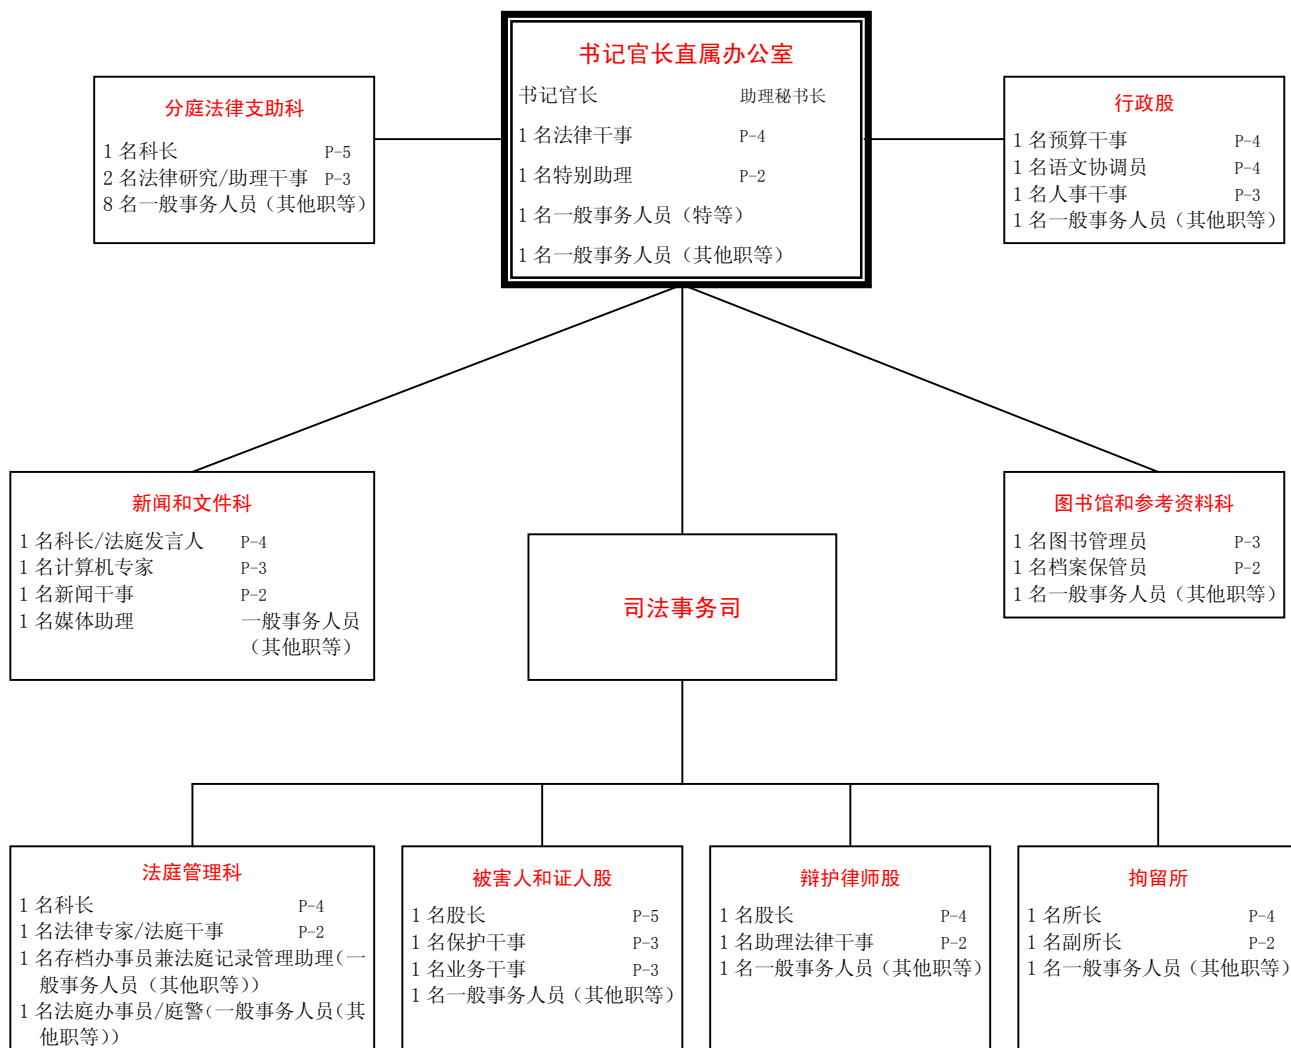 书记官长直属办公室
书记官长 助理秘书长
1 名法律干事 P-4
1 名特别助理 P-2
1 名一般事务人员（特等）
1 名一般事务人员（其他职等）
分庭法律支助科
1 名科长 P-5
2 名法律研究/助理干事 P-3
8 名一般事务人员（其他职等）
行政股
1 名预算干事 P-4
1 名语文协调员 P-4
1 名人事干事 P-3
1 名一般事务人员（其他职等）
新闻和文件科
1 名科长/法庭发言人 P-4
1 名计算机专家 P-3
1 名新闻干事 P-2
1 名媒体助理 一般事务人员
（其他职等）
司法事务司
图书馆和参考资料科
1 名图书管理员 P-3
1 名档案保管员 P-2
1 名一般事务人员（其他职等）
法庭管理科
1 名科长 P-4
1 名法律专家/法庭干事 P-2
1 名存档办事员兼法庭记录管理助理(一
般事务人员（其他职等))
1 名法庭办事员/庭警(一般事务人员(其
他职等))
被害人和证人股
1 名股长 P-5
1 名保护干事 P-3
1 名业务干事 P-3
1 名一般事务人员（其他职等）
辩护律师股
1 名股长 P-4
1 名助理法律干事 P-2
1 名一般事务人员（其他职等）
拘留所
1 名所长 P-4
1 名副所长 P-2
1 名一般事务人员（其他职等）